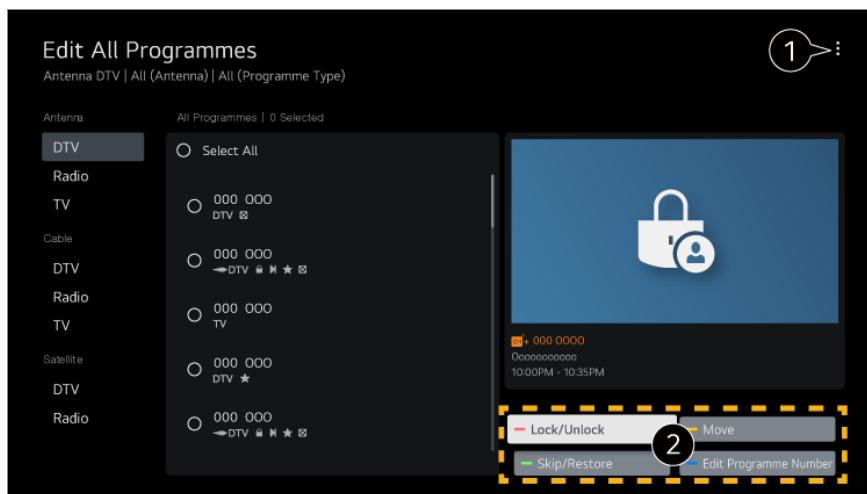 Edit All Programmes
Antenna DTV | All (Antenna) | All (Programme Type)
1
Antenna
DTV
Radio
TV
Cable
DTV
Radio
TV
Satellite
DTV
Radio
All Programmes | 0 Selected
Select All
000 000
DTV
000 000
DTV
000 000
TV
000 000
DTV
000 000
DTV
+ 000 0000
Oooooooooo
10:00PM - 10:35PM
Lock/Unlock
Move
2
Skip/Restore
Edit Programme Number